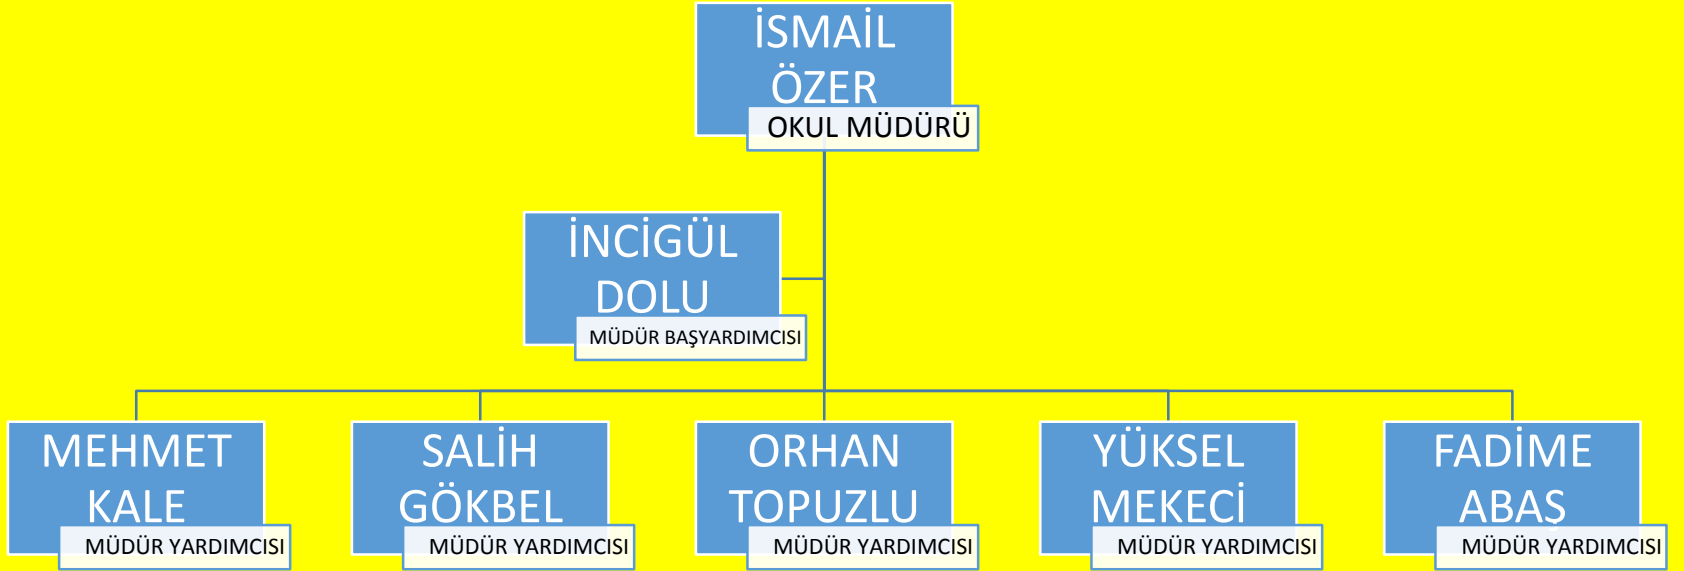 İSMAİL
ÖZER
OKUL MÜDÜRÜ
İNCİGÜL
DOLU
MÜDÜR BAŞYARDIMCISI
MEHMET
KALE
MÜDÜR YARDIMCISI
SALİH
GÖKBEL
MÜDÜR YARDIMCISI
ORHAN
TOPUZLU
MÜDÜR YARDIMCISI
YÜKSEL
MEKECİ
MÜDÜR YARDIMCISI
FADİME
ABAŞ
MÜDÜR YARDIMCISI